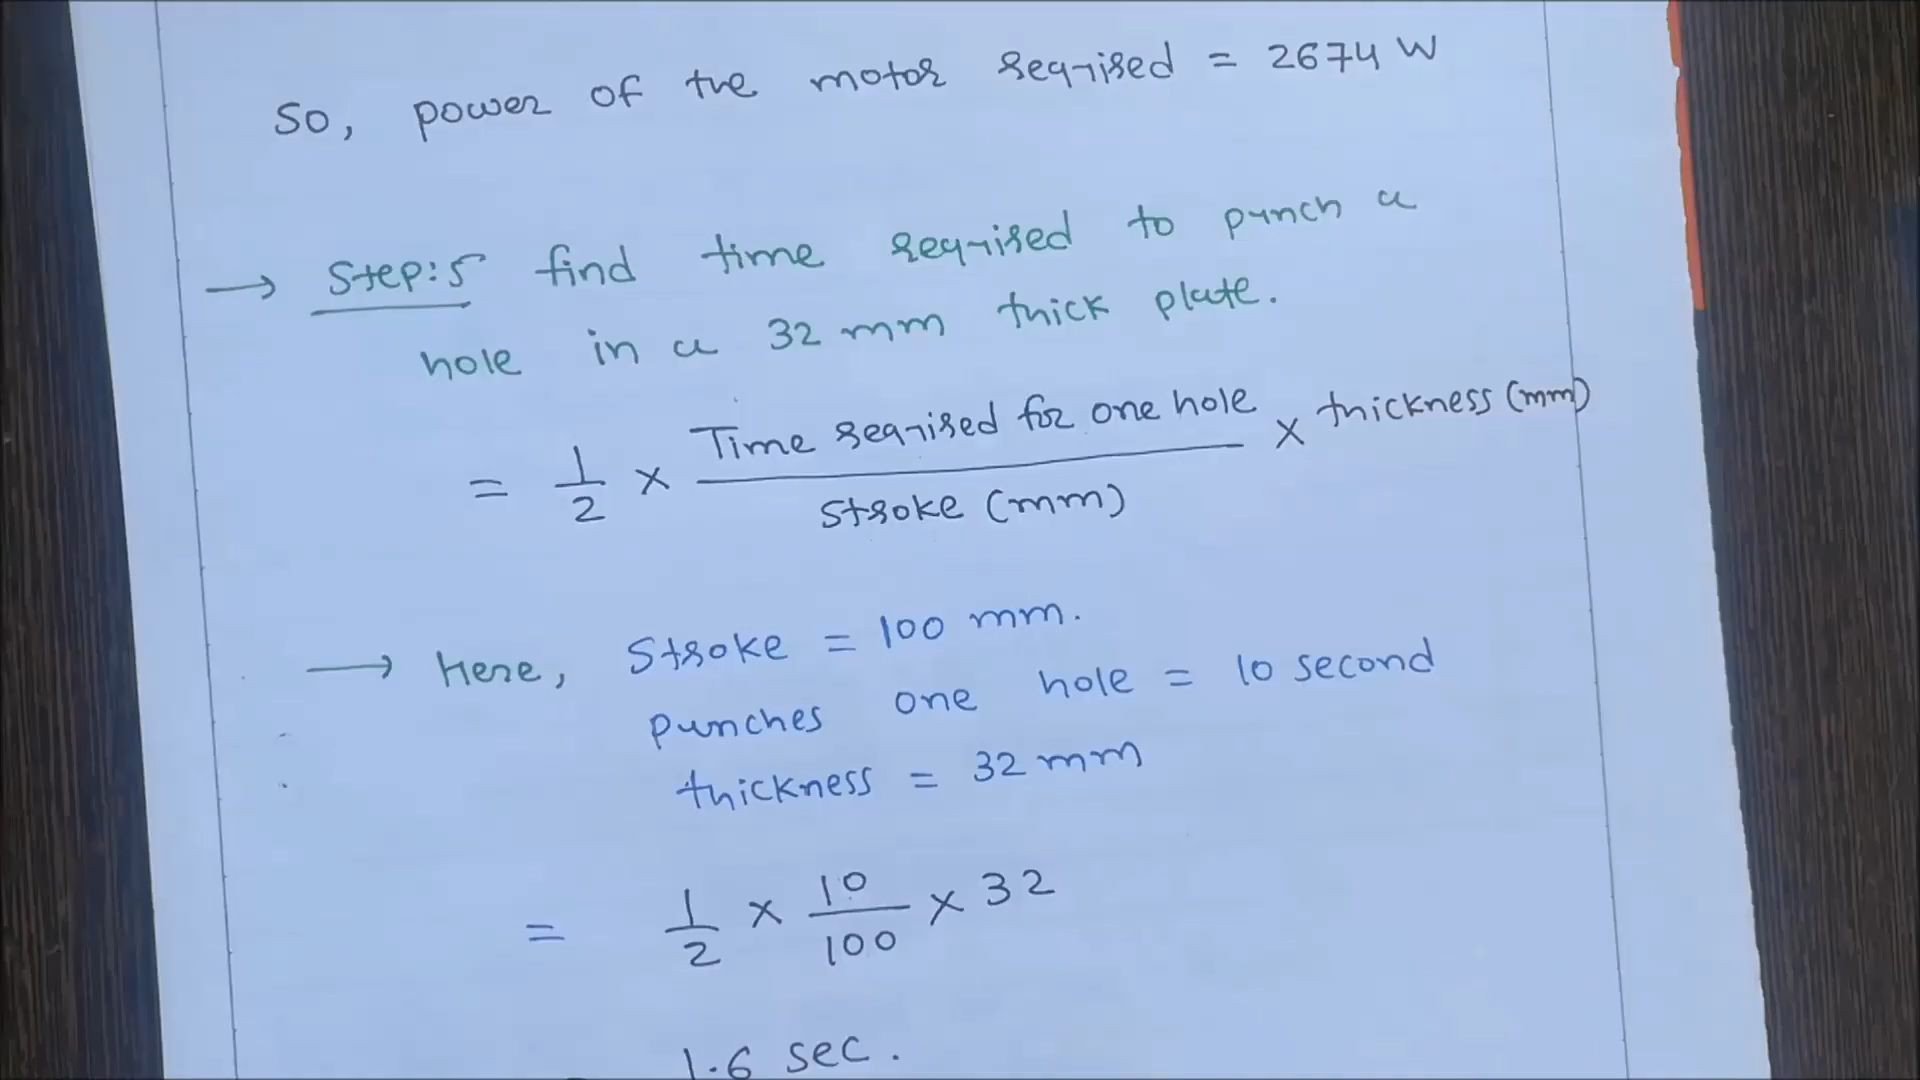 So, power of the motor required = 2674 W
→ Step:5 find time required to punch a
hole in a 32 mm thick plate.
= 1/2 × Time required for one hole / Stroke (mm) × thickness (mm)
→ Here, Stroke = 100 mm.
punches one hole = 10 second
thickness = 32 mm
= 1/2 × 10/100 × 32
1.6 sec.